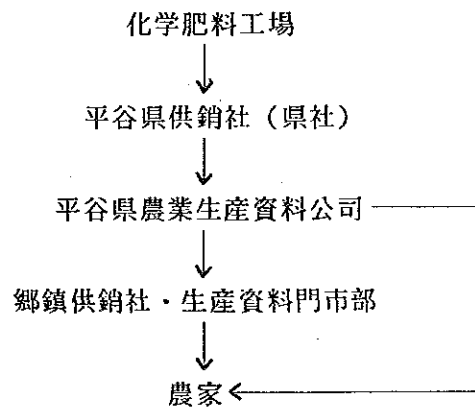 化学肥料工場
平谷県供銷社（県社）
平谷県農業生産資料公司
郷鎮供銷社・生産資料門市部
農家